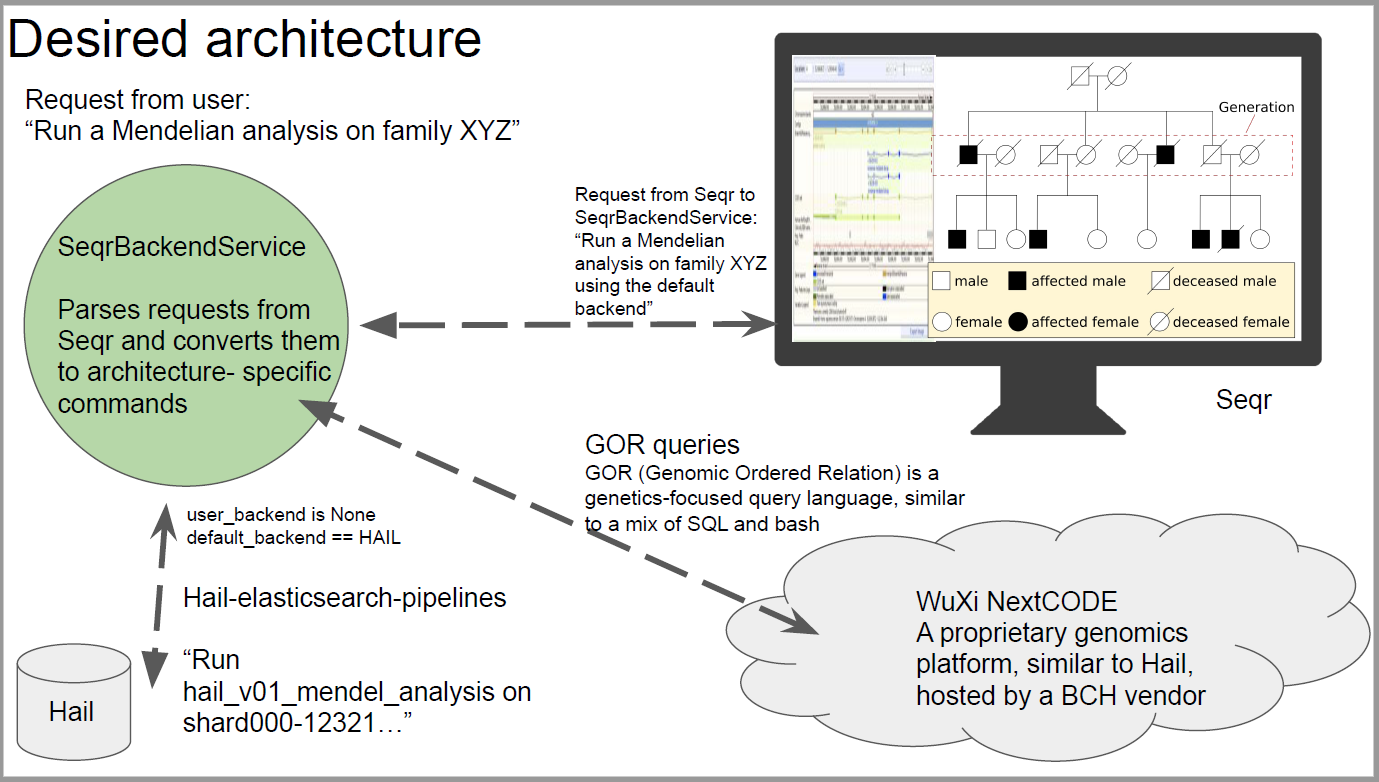 Desired architecture
Request from user:
“Run a Mendelian analysis on family XYZ”
SeqrBackendService
Parses requests from
Seqr and converts them
to architecture- specific
commands
Request from Seqr to
SeqrBackendService:
“Run a Mendelian
analysis on family XYZ
using the default
backend”
Generation
male
affected male
deceased male
female
affected female
deceased female
Seqr
GOR queries
GOR (Genomic Ordered Relation) is a
genetics-focused query language, similar
to a mix of SQL and bash
user_backend is None
default_backend == HAIL
Hail-elasticsearch-pipelines
“Run
hail_v01_mendel_analysis on
shard000-12321…”
Hail
WuXi NextCODE
A proprietary genomics
platform, similar to Hail,
hosted by a BCH vendor